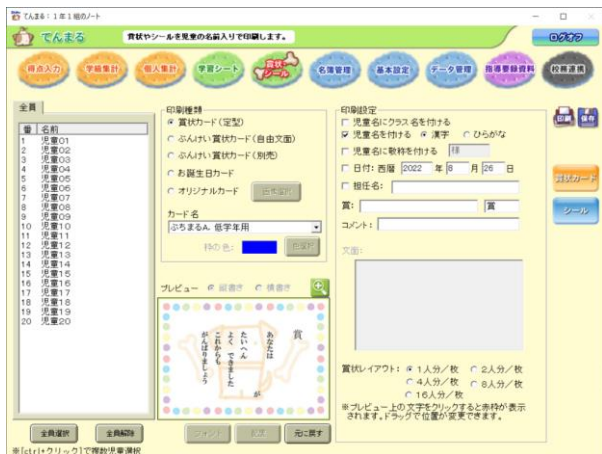 てんまる：1年1組のノート
てんまる
賞状やシールを児童の名前入りで印刷します。
ログオフ
得点入力
学級集計
個人集計
学習シート
賞状・シール
名簿管理
基本設定
データ管理
指導要録資料
校務連携
全員
番 名前
1 児童01
2 児童02
3 児童03
4 児童04
5 児童05
6 児童06
7 児童07
8 児童08
9 児童09
10 児童10
11 児童11
12 児童12
13 児童13
14 児童14
15 児童15
16 児童16
17 児童17
18 児童18
19 児童19
20 児童20
全員選択
全員解除
※[ctrl+クリック]で複数児童選択
印刷種類
賞状カード(定型)
ぶんけい賞状カード(自由文面)
ぶんけい賞状カード(別売)
お誕生日カード
オリジナルカード
画像選択
カード名
ぷちまるA 低学年用
枠の色：
色選択
プレビュー 縦書き 横書き
賞
あなたは
たいへん
よく できました
これからも
がんばりましょう
が
フォント
配置
元に戻す
印刷設定
児童名にクラス名を付ける
児童名を付ける 漢字 ひらがな
児童名に敬称を付ける 様
日付：西暦 2022 年 8 月 26 日
担任名：
賞： 賞
コメント：
文面：
賞状レイアウト： 1人分/枚 2人分/枚
4人分/枚 8人分/枚
16人分/枚
※プレビュー上の文字をクリックすると赤枠が表示
されます。ドラッグで位置が変更できます。
印刷
保存
賞状カード
シール